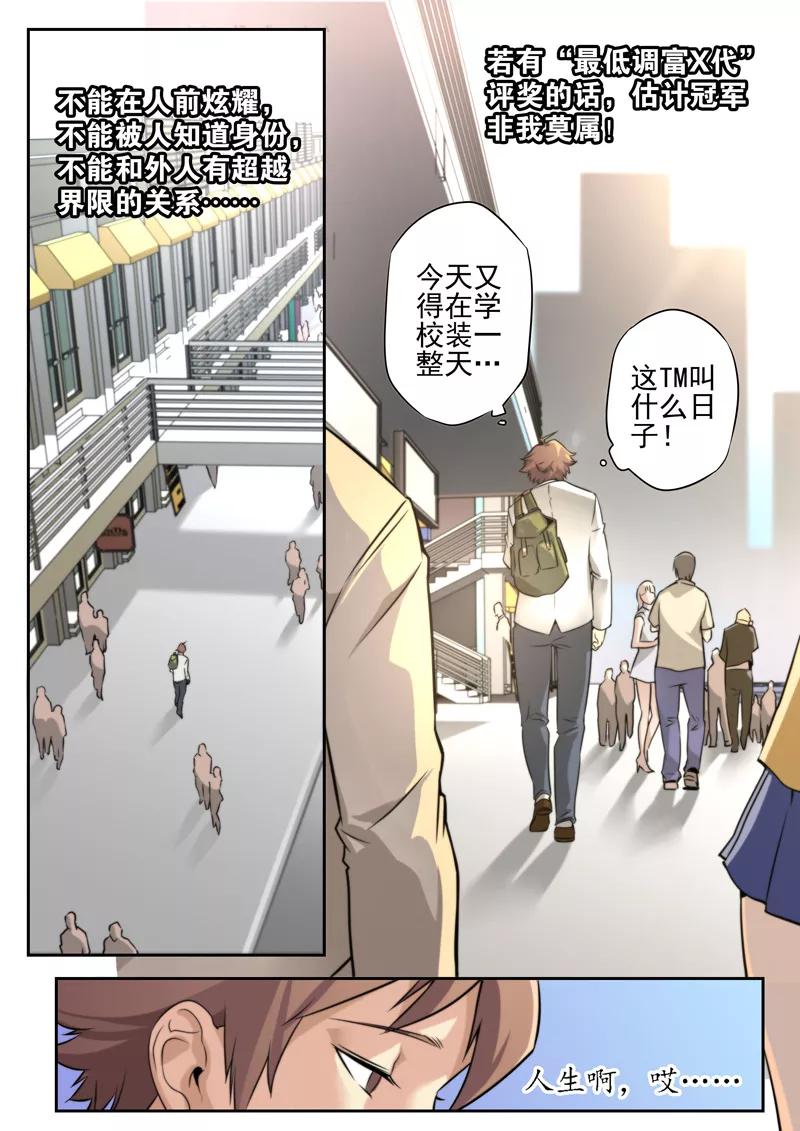 不能在人前炫耀，
不能被人知道身份，
不能和外人有超越
界限的关系……
若有“最低调富X代”
评奖的话，估计冠军
非我莫属！
又学一
天在装…
今得校整天
这TM叫
什么日
子！
人生啊，哎……